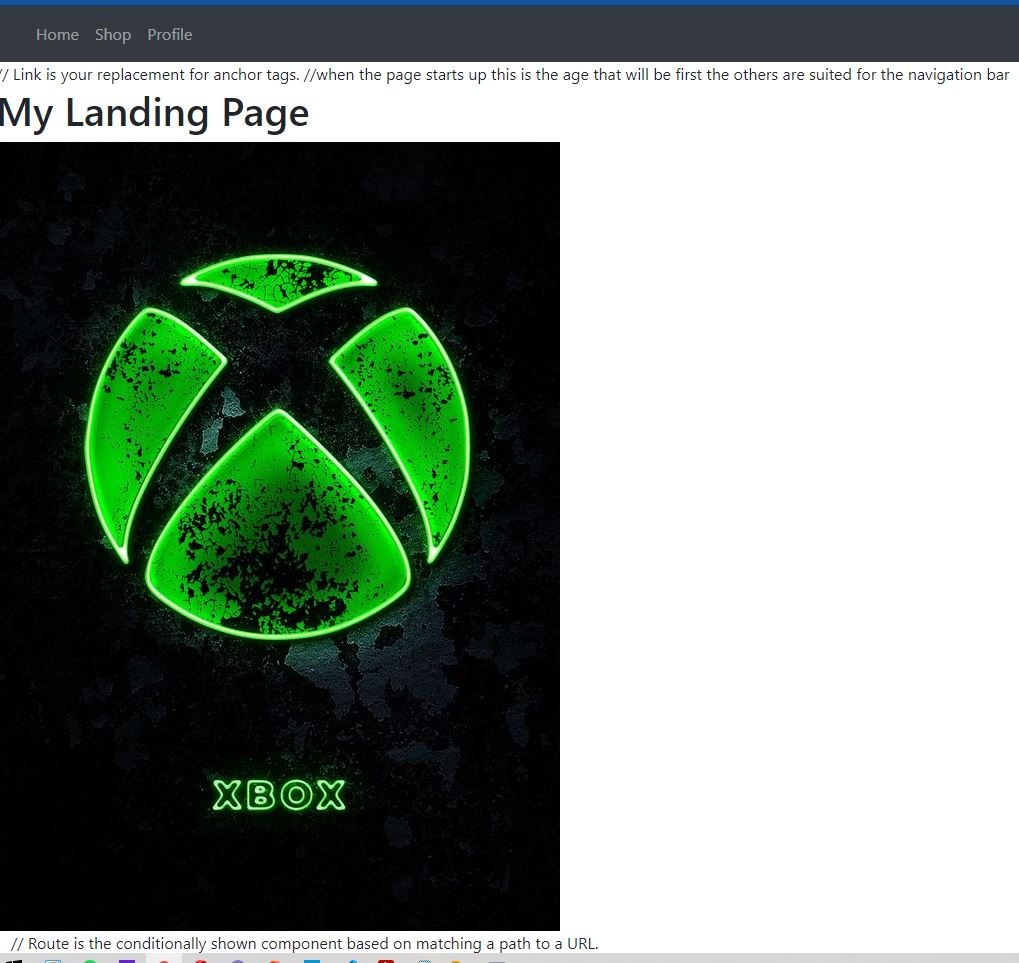 Home Shop Profile
// Link is your replacement for anchor tags. //when the page starts up this is the age that will be first the others are suited for the navigation bar
My Landing Page
XBOX
// Route is the conditionally shown component based on matching a path to a URL.